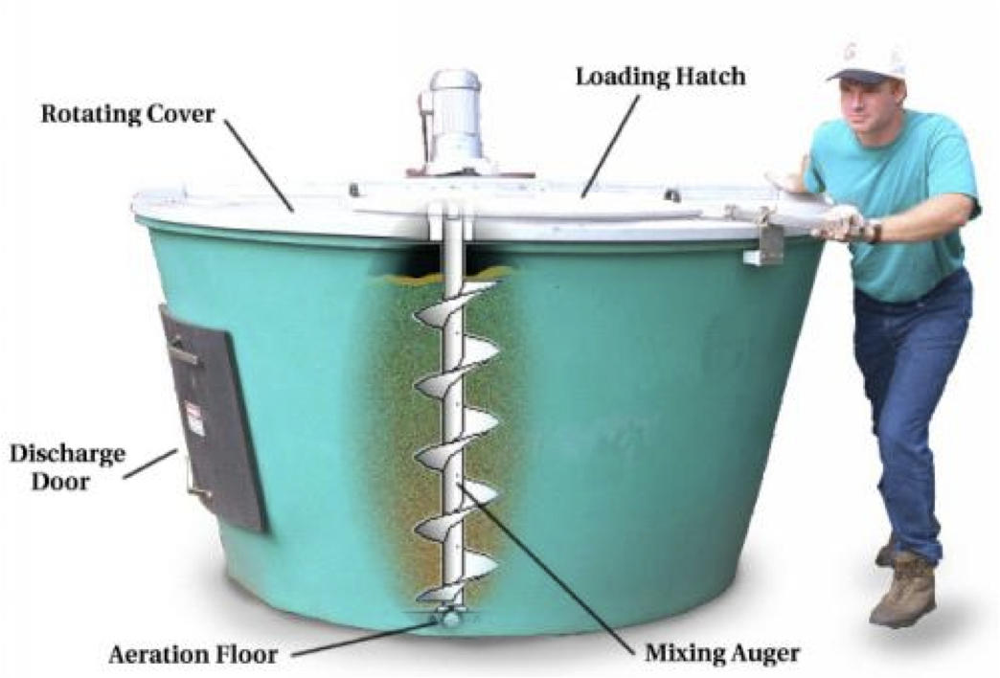 Loading Hatch
Rotating Cover
Discharge
Door
Aeration Floor
Mixing Auger